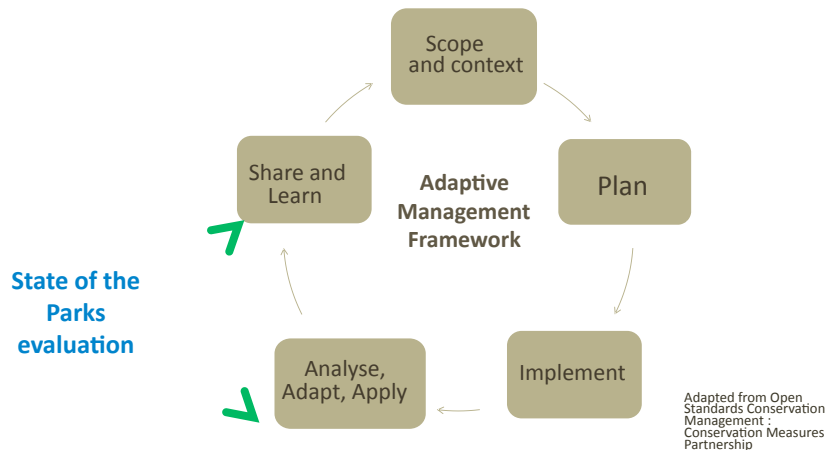 Scope
and context
Share and
Learn
Adaptive
Management
Framework
Plan
State of the
Parks
evaluation
Analyse,
Adapt, Apply
Implement
Adapted from Open
Standards Conservation
Management :
Conservation Measures
Partnership